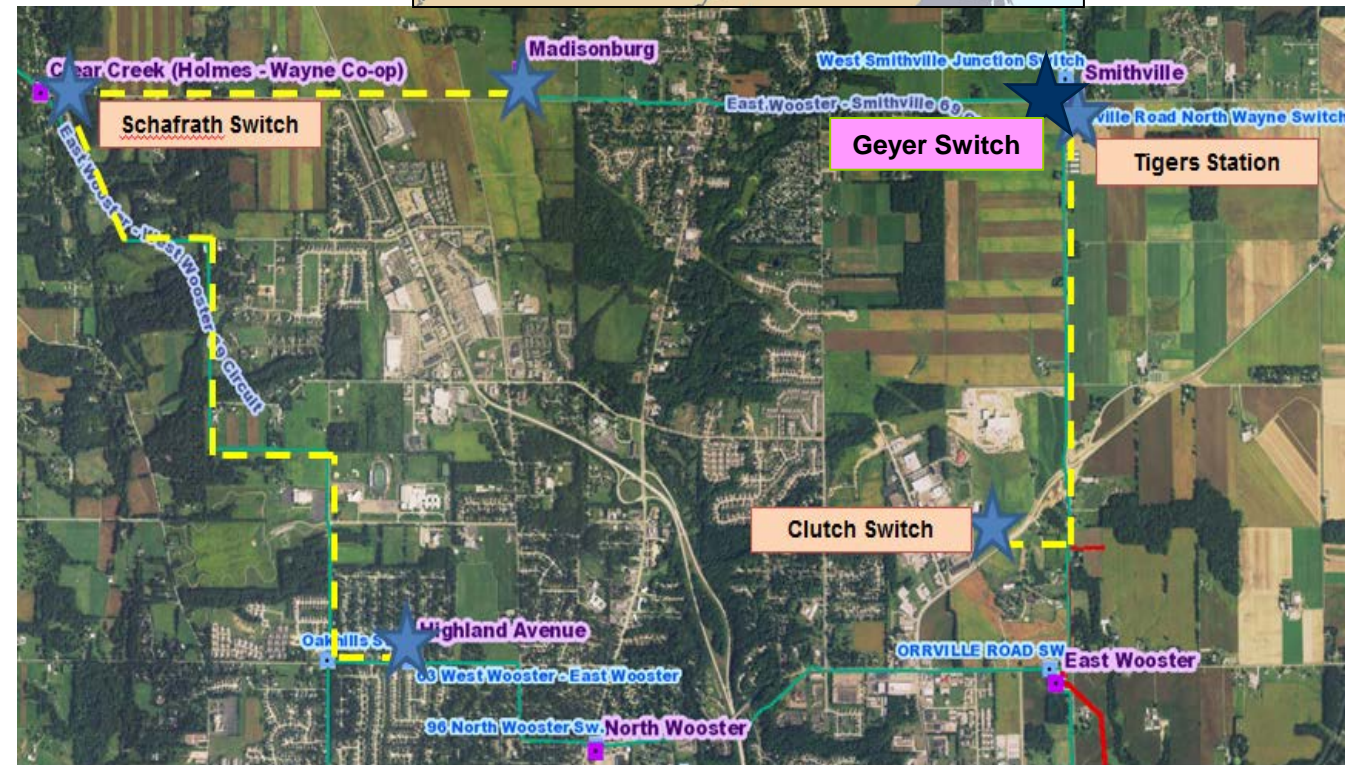 Madisonburg
Clear Creek (Holmes - Wayne Co-op)
West Smithville Junction Switch
Smithville
East Wooster - Smithville 69
ville Road North Wayne Switch
Schafrath Switch
Geyer Switch
Tigers Station
East Wooster - West Wooster 69 Circuit
Clutch Switch
Highland Avenue
Oakhills
63 West Wooster - East Wooster
ORRVILLE ROAD SW
East Wooster
96 North Wooster Sw.
North Wooster